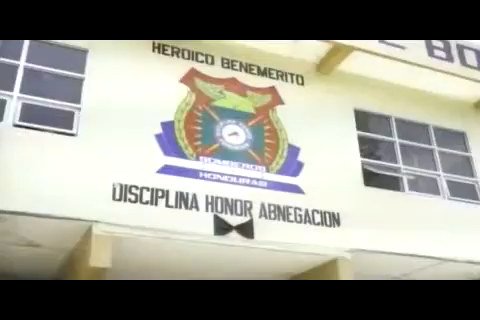 HEROICO BENEMERITO
BOMBEROS
HONDURAS
DISCIPLINA HONOR ABNEGACION